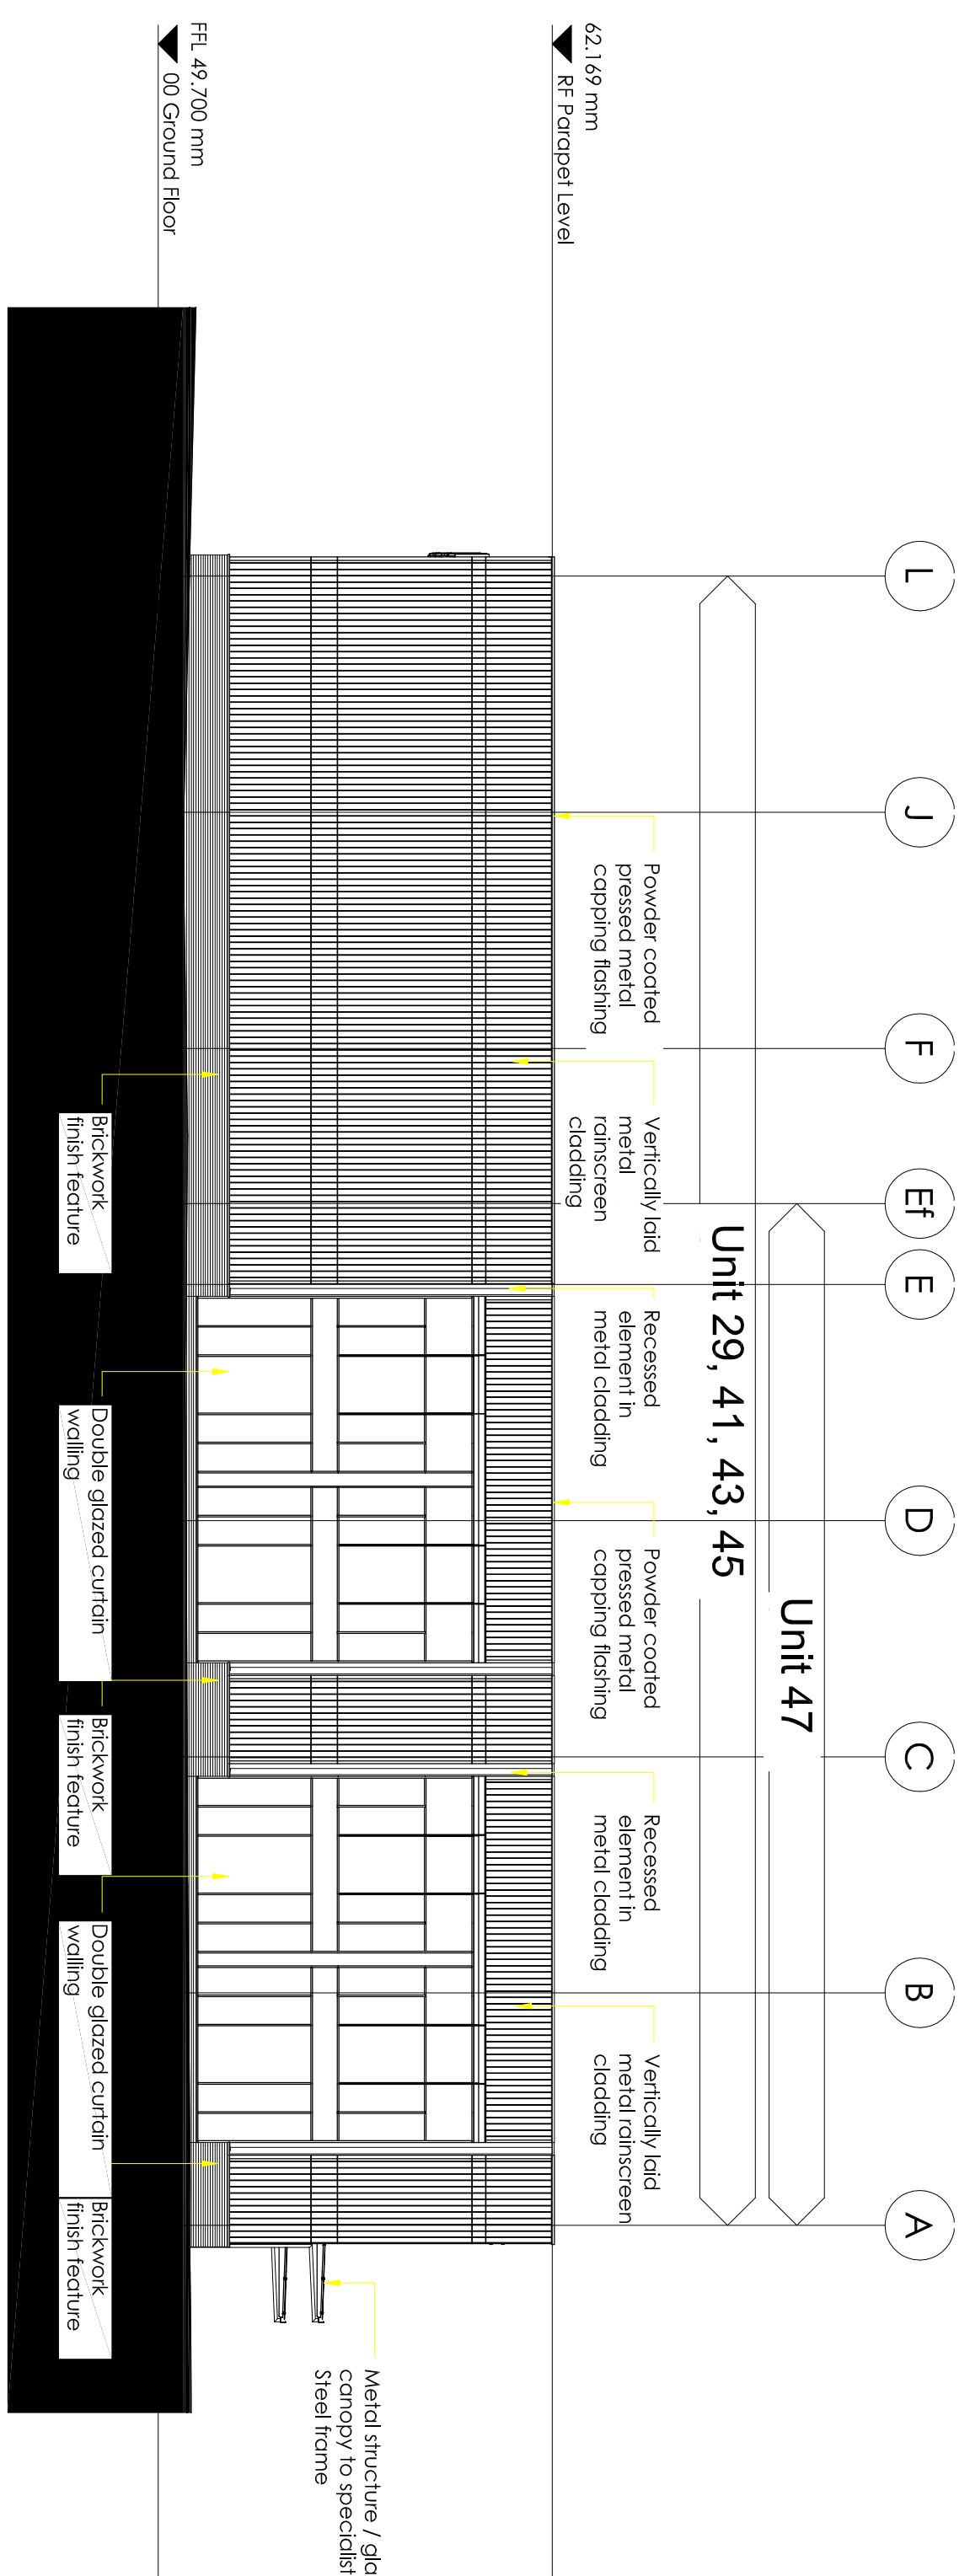 L
J
F
Ef
E
D
C
B
A
Unit 47
Unit 29, 41, 43, 45
62.169 mm
RF Parapet Level
Powder coated
pressed metal
capping flashing
Vertically laid
metal
rainscreen
cladding
Recessed
element in
metal cladding
Powder coated
pressed metal
capping flashing
Recessed
element in
metal cladding
Vertically laid
metal rainscreen
cladding
Metal structure / gla
canopy to specialist
Steel frame
FFL 49.700 mm
00 Ground Floor
Brickwork
finish feature
Double glazed curtain
walling
Brickwork
finish feature
Double glazed curtain
walling
Brickwork
finish feature